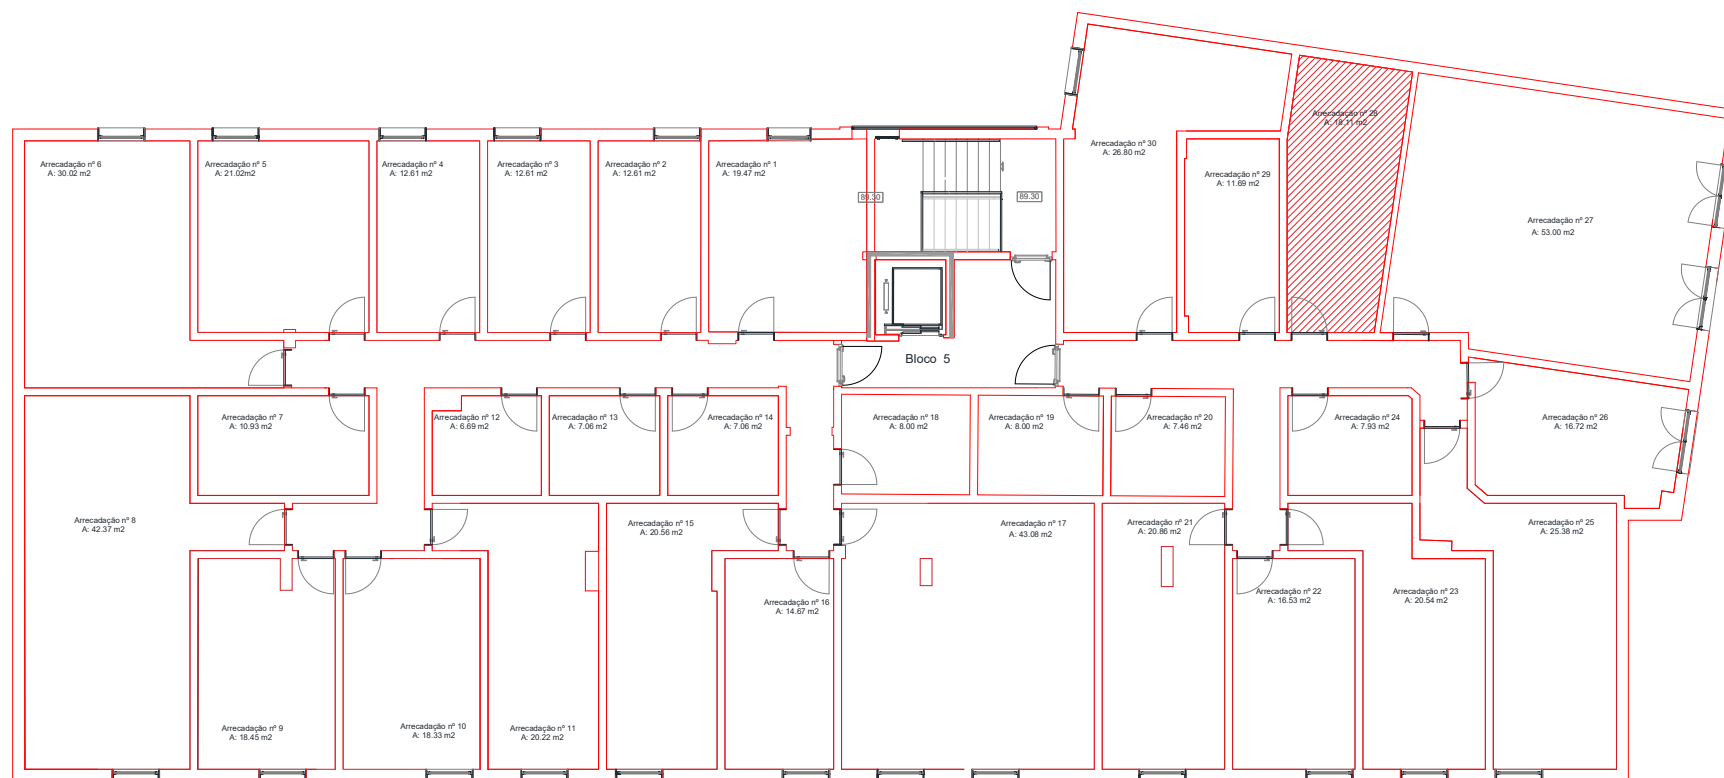 Arrecadação nº 6
A: 30.02 m2
Arrecadação nº 5
A: 21.02m2
Arrecadação nº 4
A: 12.61 m2
Arrecadação nº 3
A: 12.61 m2
Arrecadação nº 2
A: 12.61 m2
Arrecadação nº 1
A: 19.47 m2
89.30
89.30
Arrecadação nº 30
A: 26.80 m2
Arrecadação nº 29
A: 11.69 m2
Arrecadação nº 28
A: 18.11 m2
Arrecadação nº 27
A: 53.00 m2
Bloco 5
Arrecadação nº 7
A: 10.93 m2
Arrecadação nº 12
A: 6.69 m2
Arrecadação nº 13
A: 7.06 m2
Arrecadação nº 14
A: 7.06 m2
Arrecadação nº 18
A: 8.00 m2
Arrecadação nº 19
A: 8.00 m2
Arrecadação nº 20
A: 7.46 m2
Arrecadação nº 24
A: 7.93 m2
Arrecadação nº 26
A: 16.72 m2
Arrecadação nº 8
A: 42.37 m2
Arrecadação nº 15
A: 20.56 m2
Arrecadação nº 17
A: 43.08 m2
Arrecadação nº 21
A: 20.86 m2
Arrecadação nº 25
A: 25.38 m2
Arrecadação nº 16
A: 14.67 m2
Arrecadação nº 22
A: 16.53 m2
Arrecadação nº 23
A: 20.54 m2
Arrecadação nº 9
A: 18.45 m2
Arrecadação nº 10
A: 18.33 m2
Arrecadação nº 11
A: 20.22 m2